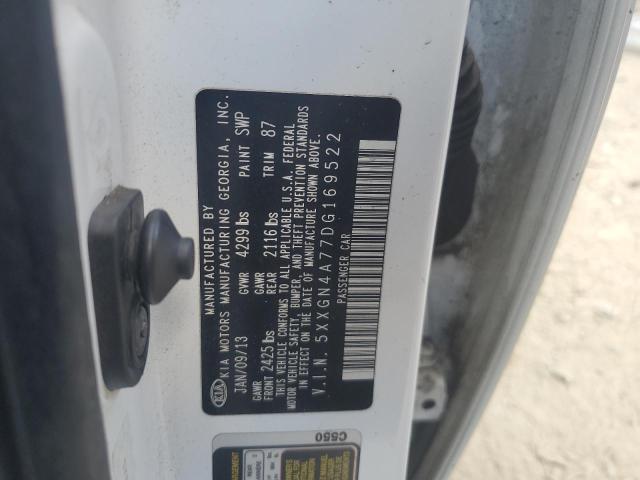 MANUFACTURED BY
KIA KIA MOTORS MANUFACTURING GEORGIA, INC.
JAN/09/13 GVWR 4299 lbs PAINT SWP
GAWR FRONT 2425 lbs GAWR REAR 2116 lbs TRIM 87
THIS VEHICLE CONFORMS TO ALL APPLICABLE U.S.A. FEDERAL
MOTOR VEHICLE SAFETY, BUMPER, AND THEFT PREVENTION STANDARDS
IN EFFECT ON THE DATE OF MANUFACTURE SHOWN ABOVE.
V.I.N. 5XXGN4A77DG169522
PASSENGER CAR
C550